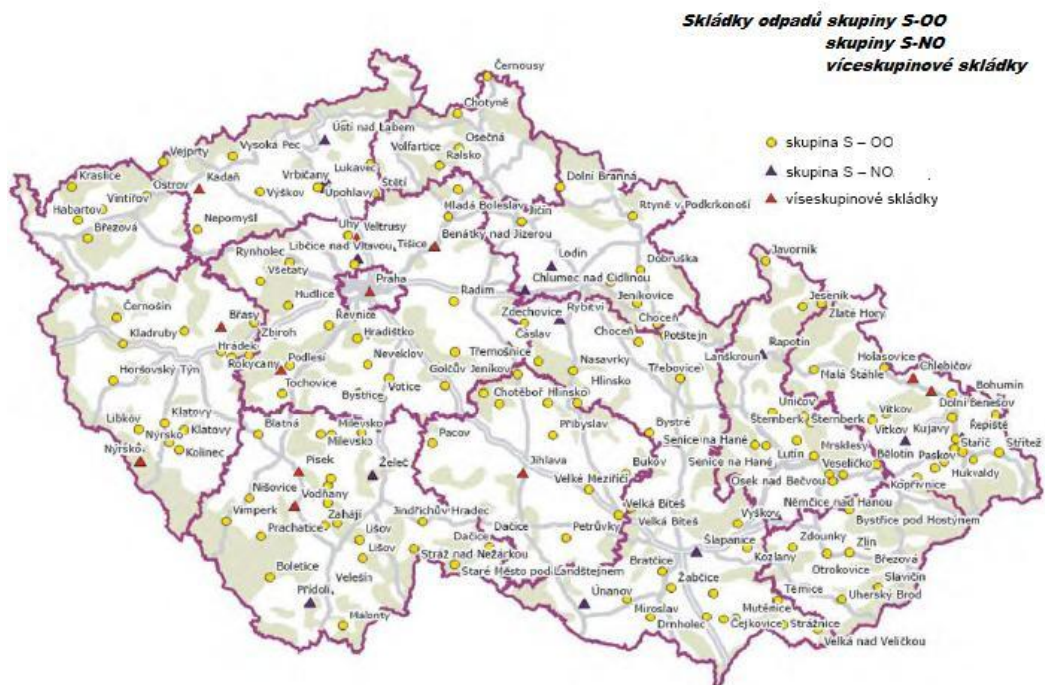 Skládky odpadů skupiny S-OO
skupiny S-NO
víceskupinové skládky
skupina S – OO
skupina S – NO
víseskupinové skládky
Černousy
Chotyně
Ústí nad Labem
Osečná
Volfartice
Vysoká Pec
Vejprty
Lukavec
Ralsko
Kraslice
Ostrov
Kadaň
Vrbičany
Dolní Branná
Vintířov
Výškov
Úpohlavy
Štětí
Habartov
Mladá Boleslav
Jičín
Rtyně v Podkrkonoší
Nepomyšl
Březová
Uhy
Veltrusy
Benátky nad Jizerou
Libčice nad Vltavou
Tišice
Rynholec
Lodín
Javorník
Dobruška
Všetaty
Praha
Radim
Chlumec nad Cidlinou
Jeseník
Hudlice
Jeníkovice
Zlaté Hory
Černošín
Zdechovice
Rybitví
Břasy
Řevnice
Choceň
Choceň
Kladruby
Zbiroh
Hradištko
Čáslav
Potštejn
Rapotín
Lanškroun
Hrádek
Podlesí
Neveklov
Třemošnice
Nasavrky
Holasovice
Chlebičov
Rokycany
Třebovice
Malá Štáhle
Horšovský Týn
Tochovice
Votice
Golčův Jeníkov
Hlinsko
Bohumín
Bystřice
Chotěboř
Hlinsko
Uničov
Dolní Benešov
Klatovy
Libkov
Blatná
Milevsko
Přibyslav
Bystré
Šternberk
Šternberk
Vítkov
Řepiště
Nýrsko
Klatovy
Milevsko
Pacov
Senice na Hané
Vítkov
Kujavy
Staříč
Střítež
Nýrsko
Kolinec
Písek
Želeč
Jihlava
Bukov
Lutín
Mrsklesy
Bělotín
Paskov
Senice na Hané
Veselíčko
Hukvaldy
Nišovice
Vodňany
Velké Meziříčí
Osek nad Bečvou
Kopřivnice
Vimperk
Zahájí
Jindřichův Hradec
Velká Bíteš
Němčice nad Hanou
Prachatice
Lišov
Dačice
Petrůvky
Velká Bíteš
Vyškov
Bystřice pod Hostýnem
Dačice
Šlapanice
Zdounky
Zlín
Lišov
Stráž nad Nežárkou
Bratčice
Kozlany
Březová
Boletice
Velešín
Staré Město pod Landštejnem
Otrokovice
Žabčice
Slavičín
Přídolí
Únanov
Těmice
Uherský Brod
Malonty
Miroslav
Mutěnice
Drnholec
Čejkovice
Strážnice
Velká nad Veličkou